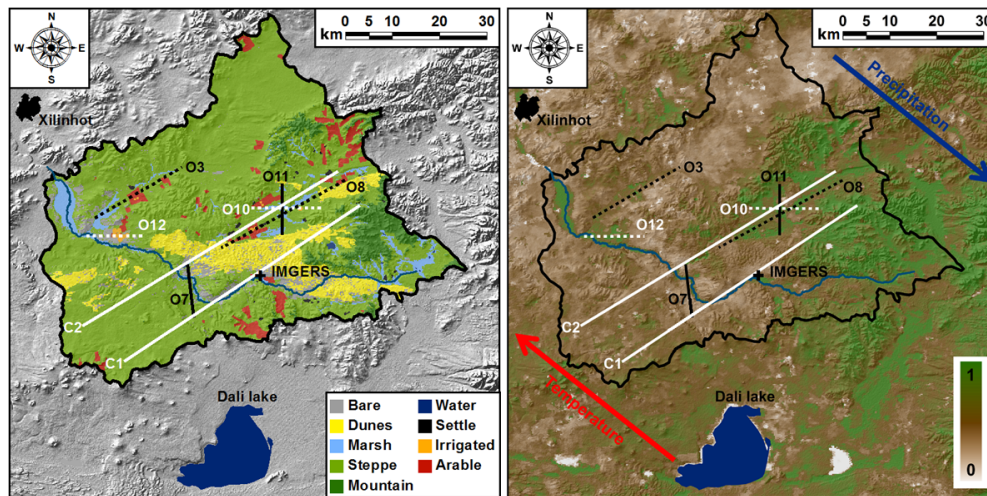 N
W E
S
0 10 20 30
km
Xilinhot
O3
O11
O8
O10
O12
IMGERS
O7
C2
C1
Dali lake
Bare
Dunes
Marsh
Steppe
Mountain
Water
Settle
Irrigated
Arable
N
W E
S
0 10 20 30
km
Precipitation
Xilinhot
O3
O11
O8
O10
O12
IMGERS
O7
C2
C1
Temperature
Dali lake
1
0